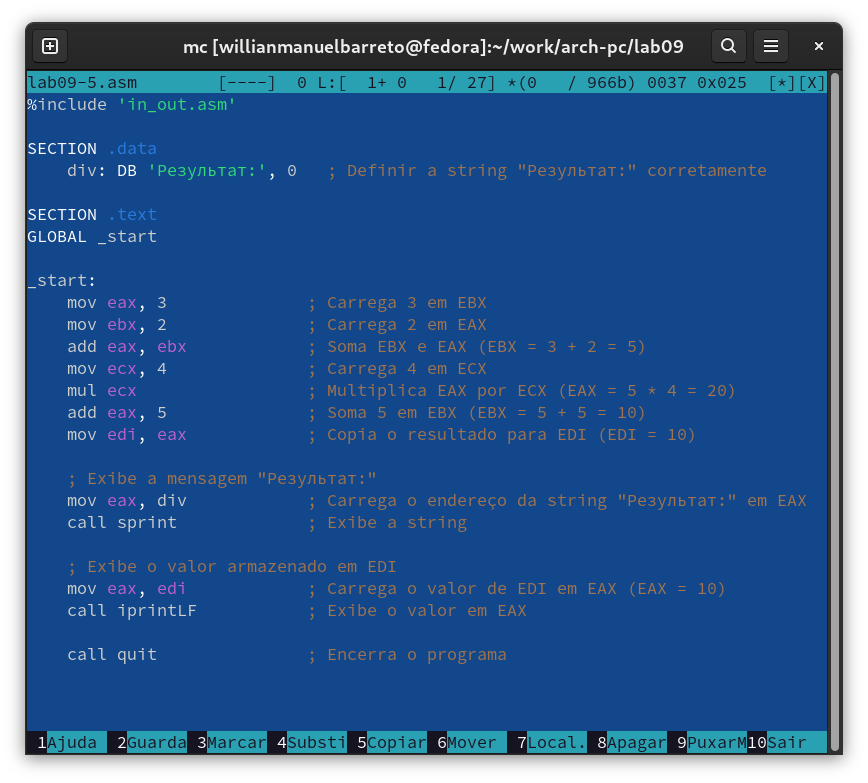 mc [willianmanuelbarreto@fedora]:~/work/arch-pc/lab09
lab09-5.asm        [----]  0 L:[  1+ 0   1/ 27] *(0   / 966b) 0037 0x025  [*][X]
%include 'in_out.asm'
SECTION .data
    div: DB 'Результат:', 0   ; Definir a string "Результат:" corretamente
SECTION .text
GLOBAL _start
_start:
    mov eax, 3              ; Carrega 3 em EBX
    mov ebx, 2              ; Carrega 2 em EAX
    add eax, ebx            ; Soma EBX e EAX (EBX = 3 + 2 = 5)
    mov ecx, 4              ; Carrega 4 em ECX
    mul ecx                 ; Multiplica EAX por ECX (EAX = 5 * 4 = 20)
    add eax, 5              ; Soma 5 em EBX (EBX = 5 + 5 = 10)
    mov edi, eax            ; Copia o resultado para EDI (EDI = 10)
    ; Exibe a mensagem "Результат:"
    mov eax, div            ; Carrega o endereço da string "Результат:" em EAX
    call sprint             ; Exibe a string
    ; Exibe o valor armazenado em EDI
    mov eax, edi            ; Carrega o valor de EDI em EAX (EAX = 10)
    call iprintLF           ; Exibe o valor em EAX
    call quit               ; Encerra o programa
1Ajuda  2Guarda 3Marcar 4Substi 5Copiar 6Mover  7Local. 8Apagar 9PuxarM10Sair